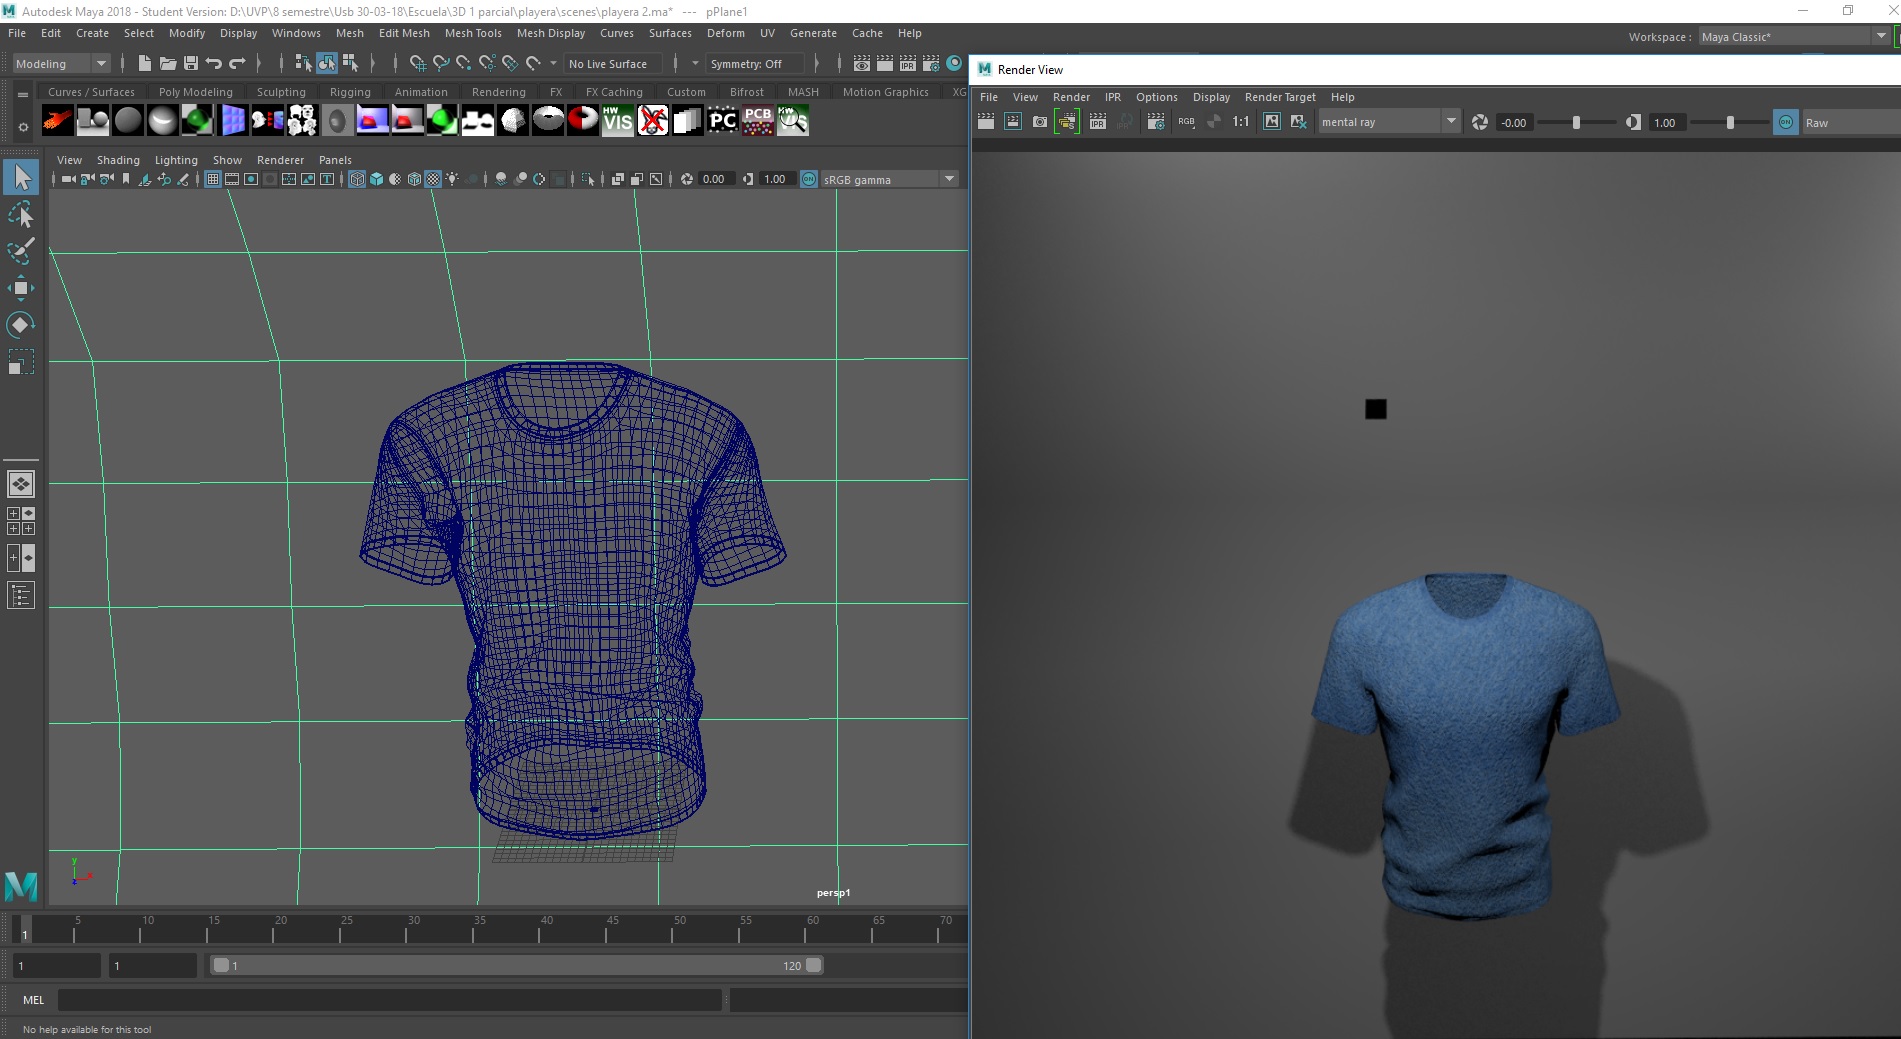 Autodesk Maya 2018 - Student Version: D:\UVP\8 semestre\Usb 30-03-18\Escuela\3D 1 parcial\playera\scenes\playera 2.ma* --- pPlane1
File Edit Create Select Modify Display Windows Mesh Edit Mesh Mesh Tools Mesh Display Curves Surfaces Deform UV Generate Cache Help
Workspace : Maya Classic*
Modeling No Live Surface Symmetry: Off IPR
Curves / Surfaces Poly Modeling Sculpting Rigging Animation Rendering FX FX Caching Custom Bifrost MASH Motion Graphics XG
HW VIS PC PCB
View Shading Lighting Show Renderer Panels
0.00 1.00 ON sRGB gamma
persp1
y x z
5 10 15 20 25 30 35 40 45 50 55 60 65 70
1
1 1 1 120
MEL
No help available for this tool
Render View
File View Render IPR Options Display Render Target Help
IPR RGB 1:1 mental ray -0.00 1.00 ON Raw